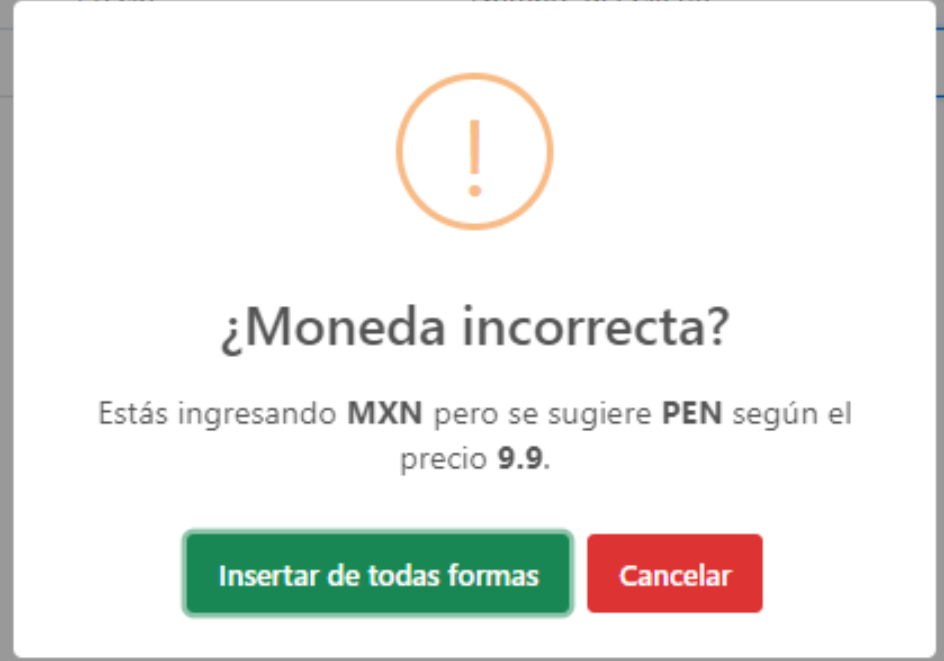 ¿Moneda incorrecta?
Estás ingresando MXN pero se sugiere PEN según el
precio 9.9.
Insertar de todas formas
Cancelar